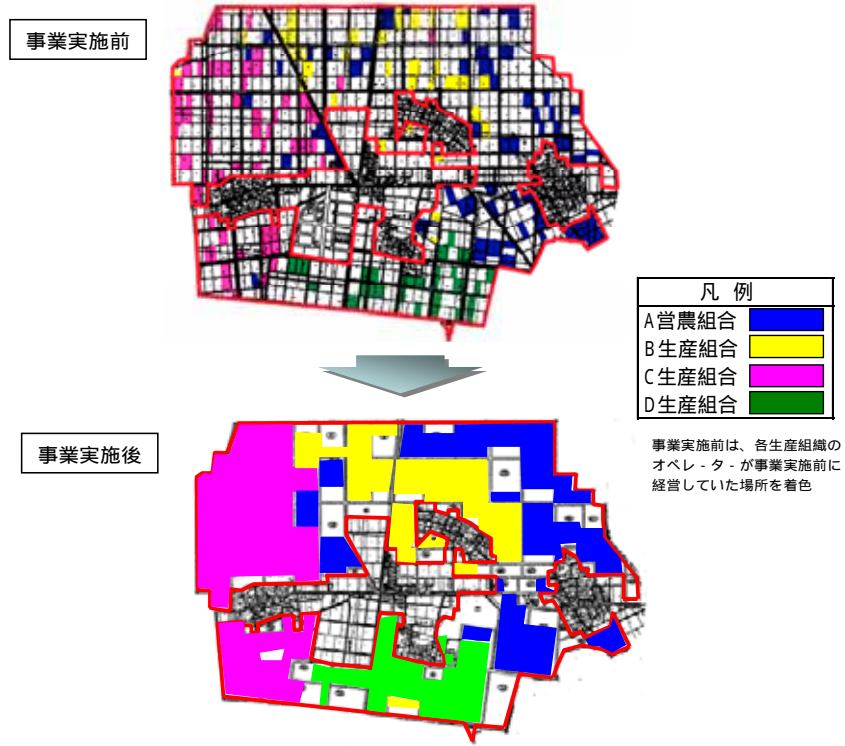 事業実施前
凡 例
A営農組合
B生産組合
C生産組合
D生産組合
事業実施後
事業実施前は、各生産組織の
オペレ - タ - が事業実施前に
経営していた場所を着色